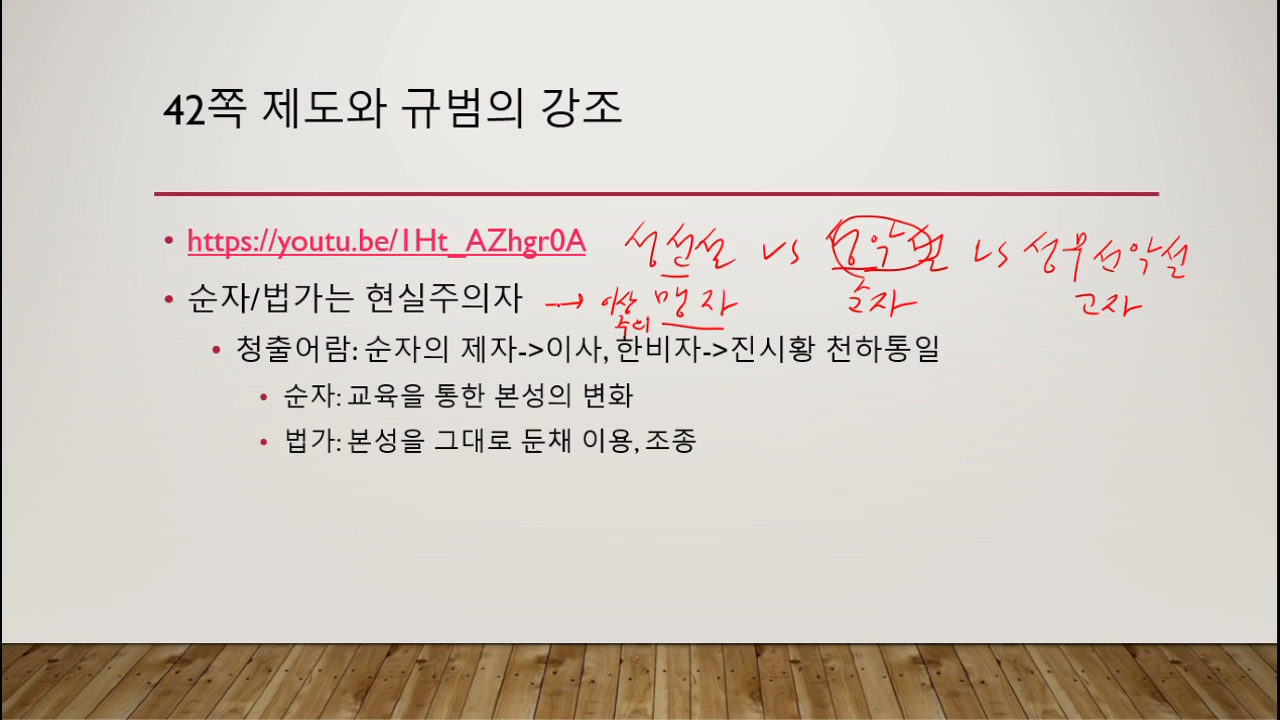 42쪽 제도와 규범의 강조
• https://youtu.be/1Ht_AZhgr0A
성선설 vs 성악설 vs 성무선악설
• 순자/법가는 현실주의자 → 이상주의 맹자 순자 고자
• 청출어람: 순자의 제자->이사, 한비자->진시황 천하통일
• 순자: 교육을 통한 본성의 변화
• 법가: 본성을 그대로 둔채 이용, 조종